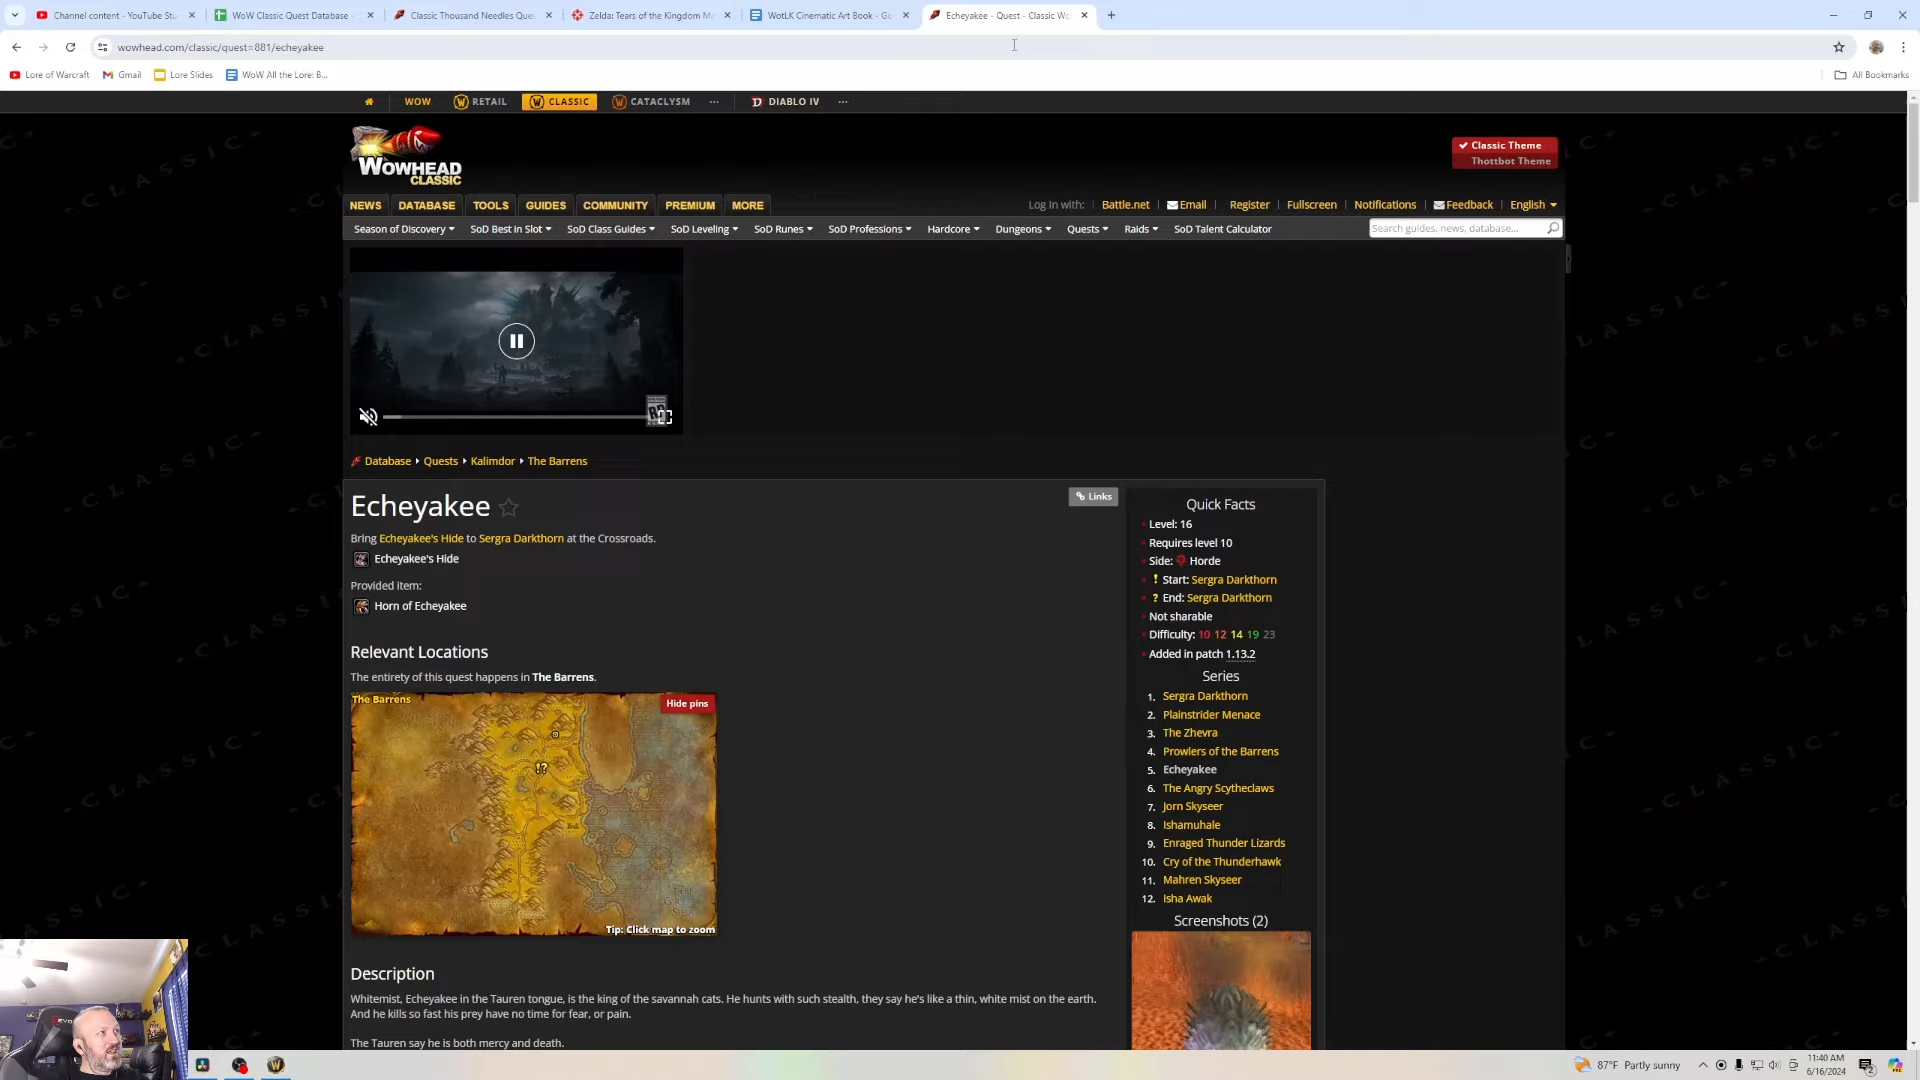 Channel content - YouTube Stu
WoW Classic Quest Database -
Classic Thousand Needles Ques
Zelda: Tears of the Kingdom Ma
WotLK Cinematic Art Book - Go
Echeyakee - Quest - Classic Wo
wowhead.com/classic/quest=881/echeyakee
Lore of Warcraft
Gmail
Lore Slides
WoW All the Lore: B...
All Bookmarks
WOW
RETAIL
CLASSIC
CATACLYSM
DIABLO IV
WOWHEAD
CLASSIC
Classic Theme
Thottbot Theme
NEWS DATABASE TOOLS GUIDES COMMUNITY PREMIUM MORE
Log in with: Battle.net | Email | Register | Fullscreen | Notifications | Feedback | English
Season of Discovery SoD Best in Slot SoD Class Guides SoD Leveling SoD Runes SoD Professions Hardcore Dungeons Quests Raids SoD Talent Calculator
Search guides, news, database...
Database Quests Kalimdor The Barrens
Echeyakee
Links
Bring Echeyakee's Hide to Sergra Darkthorn at the Crossroads.
Echeyakee's Hide
Provided item:
Horn of Echeyakee
Relevant Locations
The entirety of this quest happens in The Barrens.
The Barrens
Hide pins
Tip: Click map to zoom
Description
Whitemist, Echeyakee in the Tauren tongue, is the king of the savannah cats. He hunts with such stealth, they say he's like a thin, white mist on the earth.
And he kills so fast his prey have no time for fear, or pain.
The Tauren say he is both mercy and death.
Quick Facts
Level: 16
Requires level 10
Side: Horde
! Start: Sergra Darkthorn
? End: Sergra Darkthorn
Not sharable
Difficulty: 10 12 14 19 23
Added in patch 1.13.2
Series
1. Sergra Darkthorn
2. Plainstrider Menace
3. The Zhevra
4. Prowlers of the Barrens
5. Echeyakee
6. The Angry Scytheclaws
7. Jorn Skyseer
8. Ishamuhale
9. Enraged Thunder Lizards
10. Cry of the Thunderhawk
11. Mahren Skyseer
12. Isha Awak
Screenshots (2)
87°F Partly sunny
11:40 AM
6/16/2024